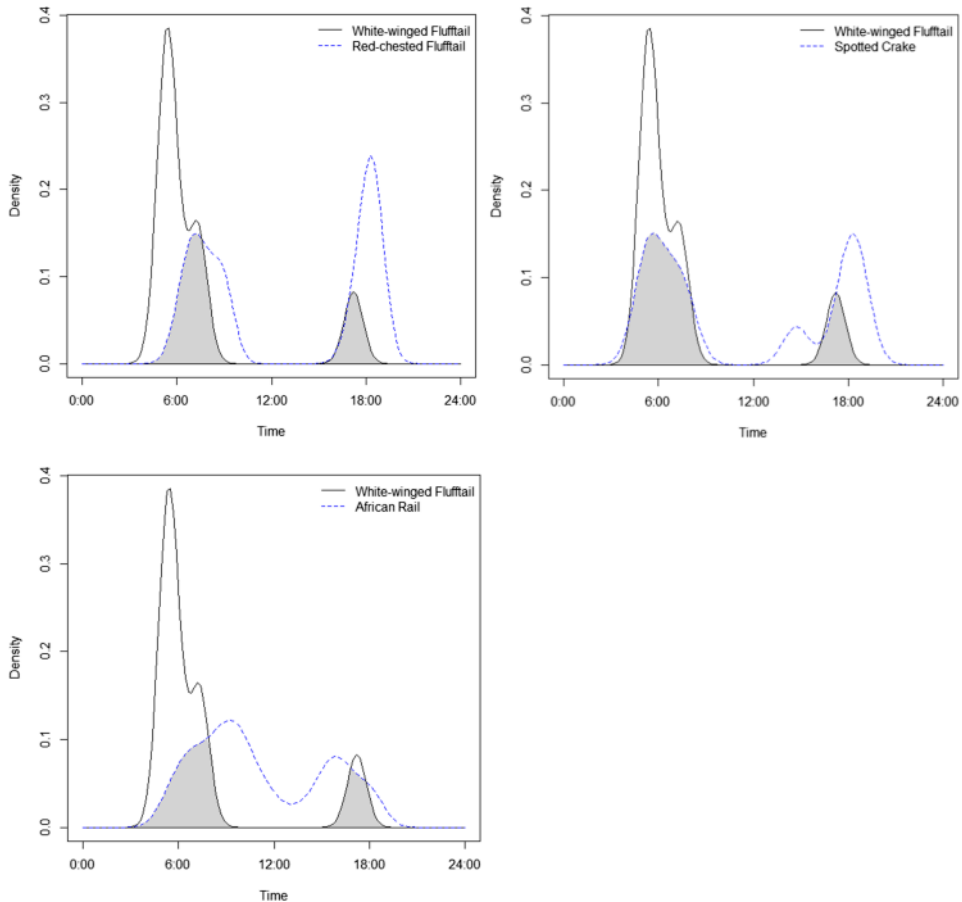 White-winged Flufftail
Red-chested Flufftail
0.4
0.3
0.2
0.1
0.0
Density
0:00 6:00 12:00 18:00 24:00
Time
White-winged Flufftail
Spotted Crake
0.4
0.3
0.2
0.1
0.0
Density
0:00 6:00 12:00 18:00 24:00
Time
White-winged Flufftail
African Rail
0.4
0.3
0.2
0.1
0.0
Density
0:00 6:00 12:00 18:00 24:00
Time